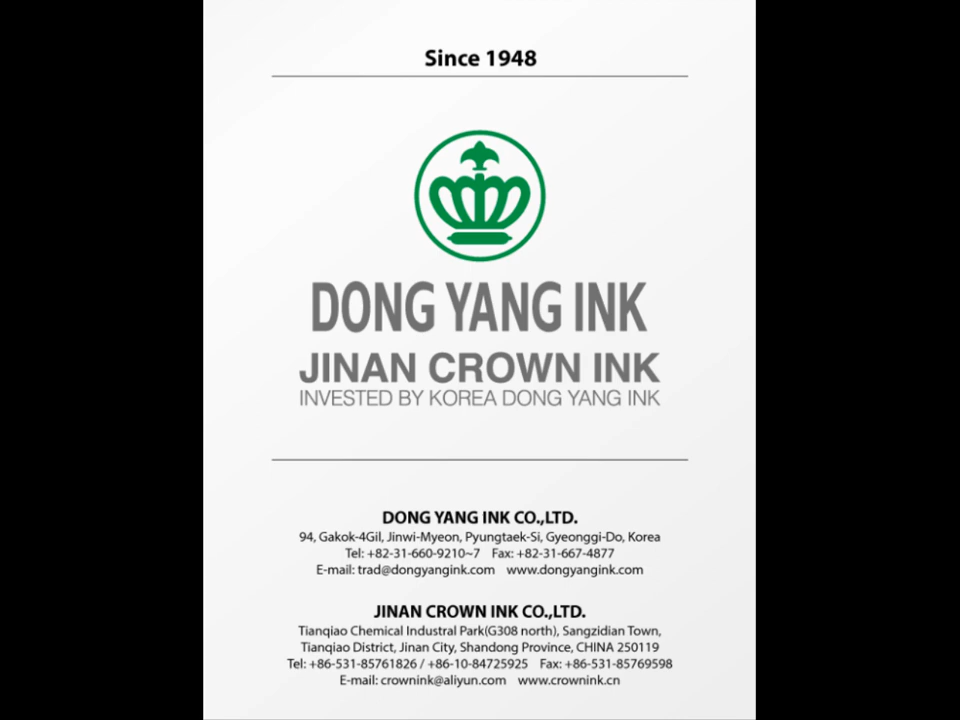 Since 1948
DONG YANG INK
JINAN CROWN INK
INVESTED BY KOREA DONG YANG INK
DONG YANG INK CO.,LTD.
94, Gakok-4Gil, Jinwi-Myeon, Pyungtaek-Si, Gyeonggi-Do, Korea
Tel: +82-31-660-9210~7 Fax: +82-31-667-4877
E-mail: trad@dongyangink.com www.dongyangink.com
JINAN CROWN INK CO.,LTD.
Tianqiao Chemical Industral Park(G308 north), Sangzidian Town,
Tianqiao District, Jinan City, Shandong Province, CHINA 250119
Tel: +86-531-85761826 / +86-10-84725925 Fax: +86-531-85769598
E-mail: crownink@aliyun.com www.crownink.cn